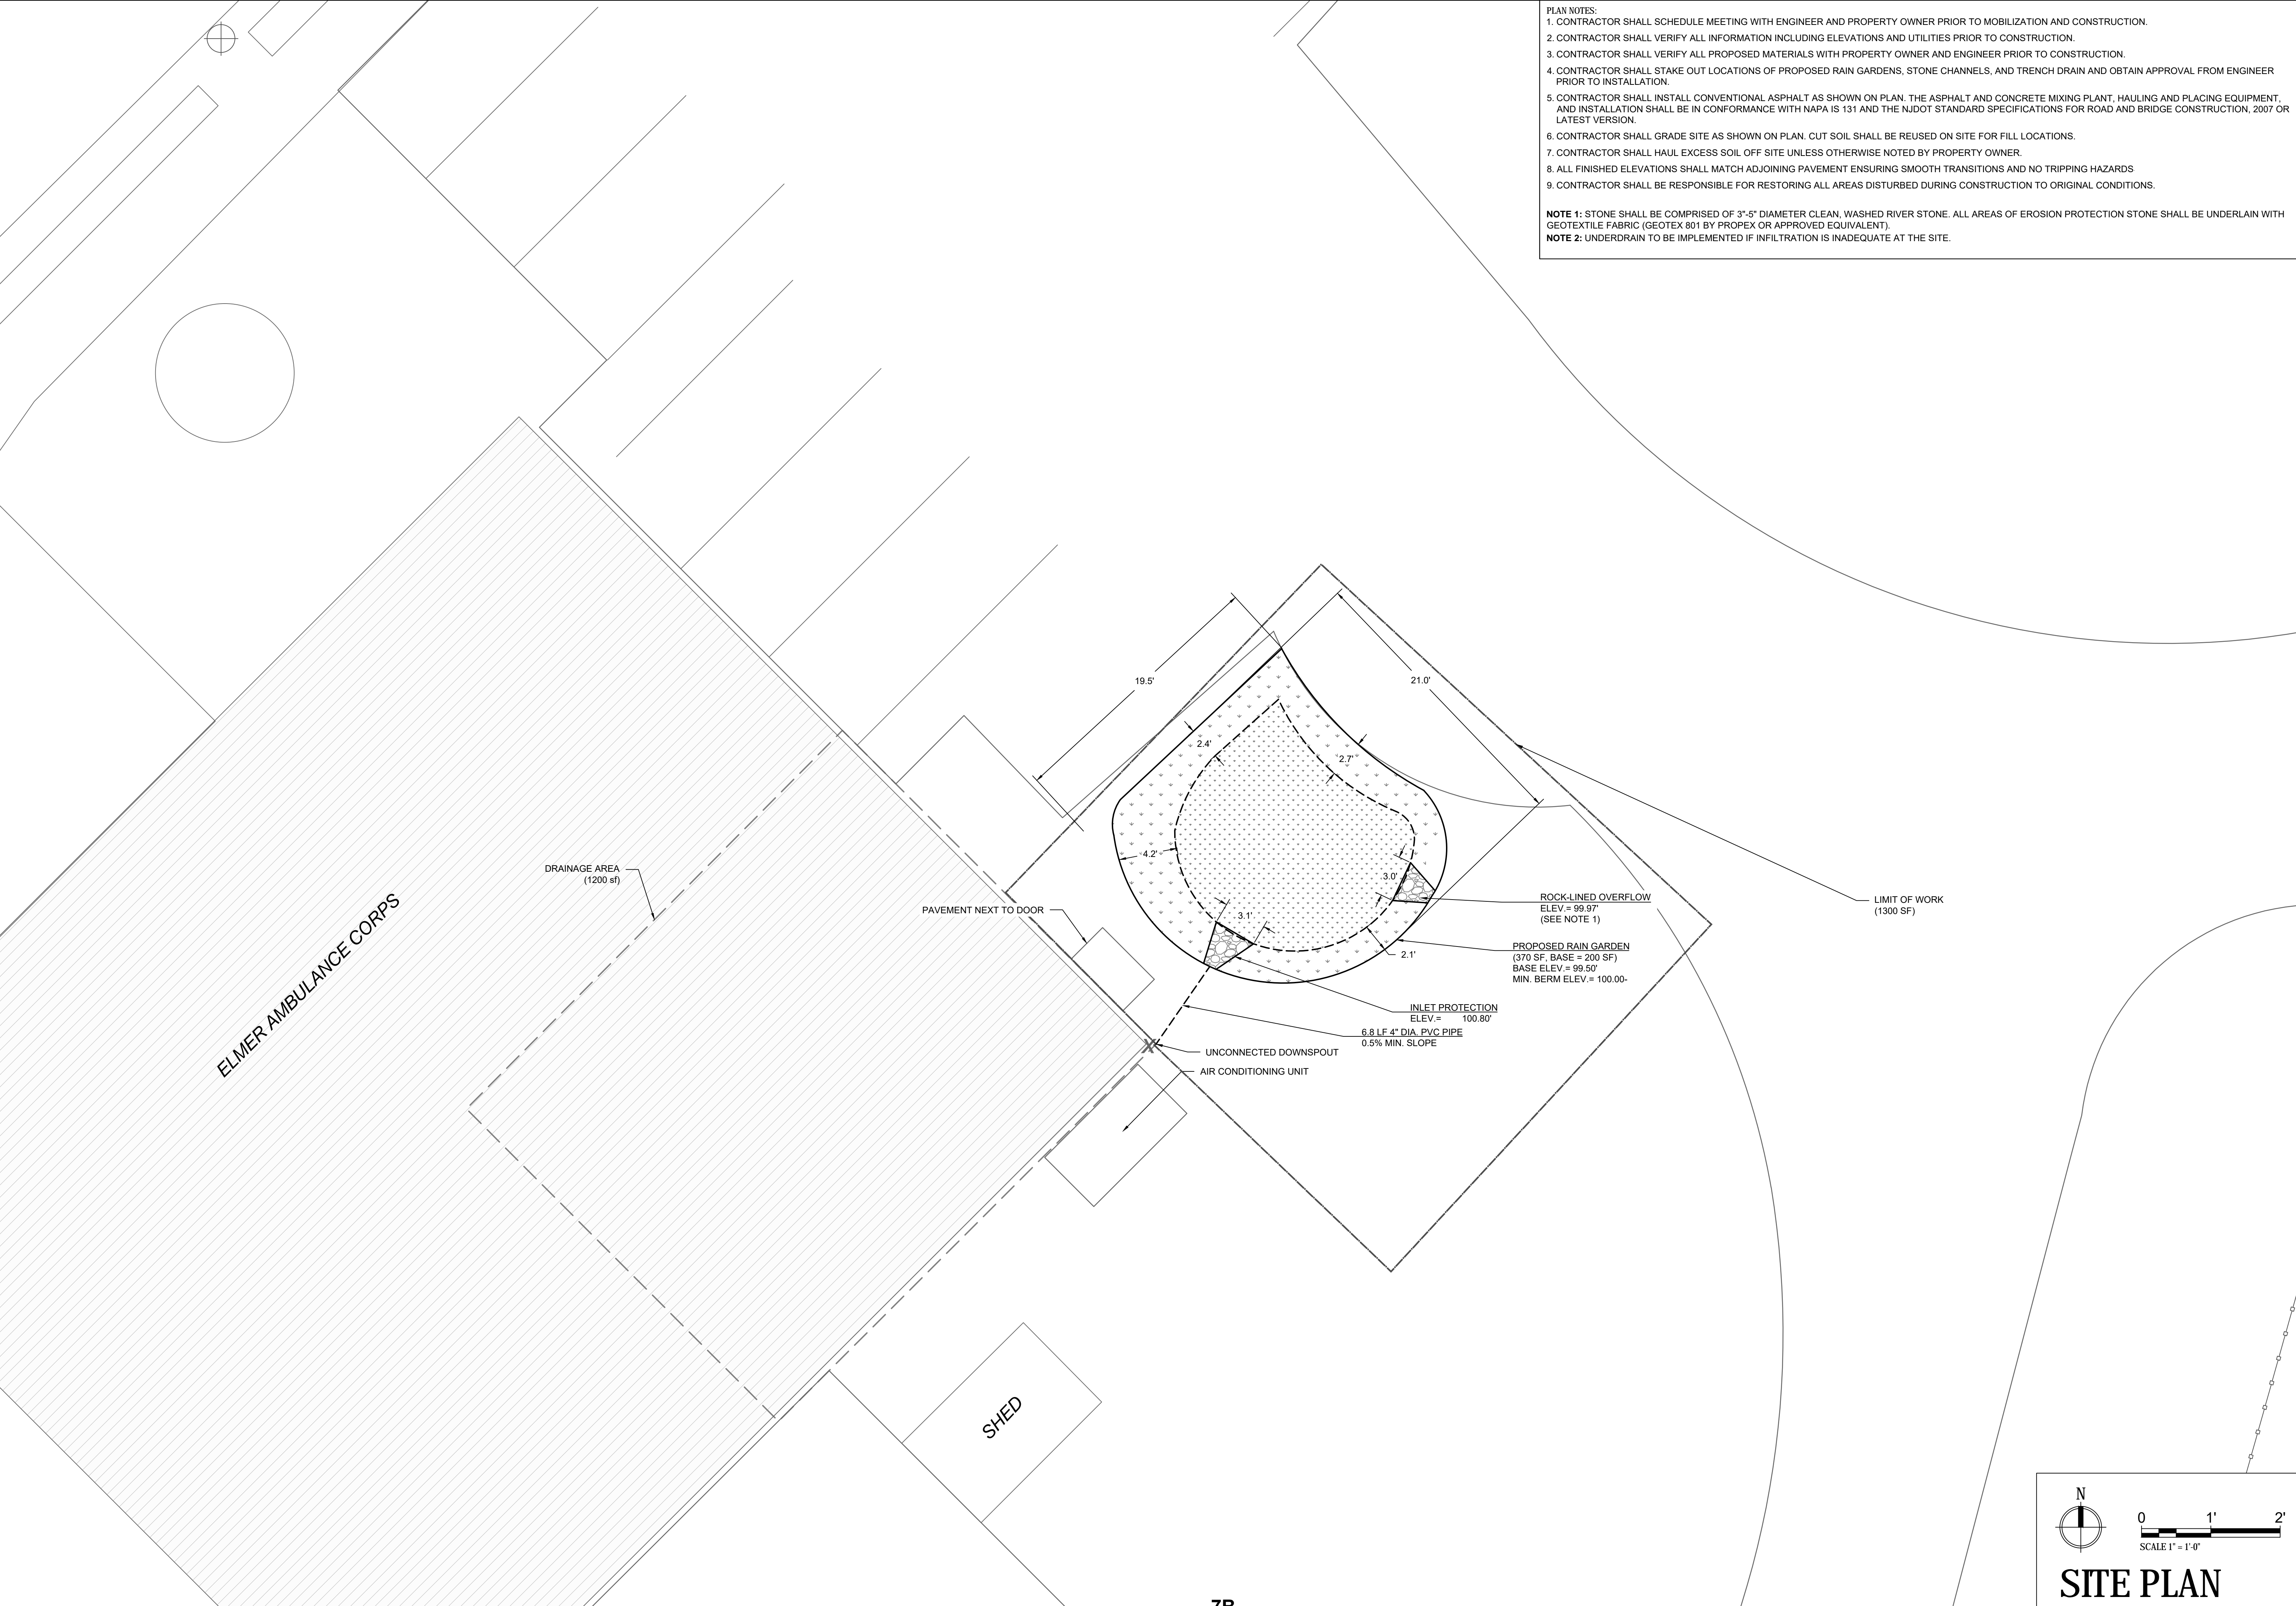 PLAN NOTES:
1. CONTRACTOR SHALL SCHEDULE MEETING WITH ENGINEER AND PROPERTY OWNER PRIOR TO MOBILIZATION AND CONSTRUCTION.
2. CONTRACTOR SHALL VERIFY ALL INFORMATION INCLUDING ELEVATIONS AND UTILITIES PRIOR TO CONSTRUCTION.
3. CONTRACTOR SHALL VERIFY ALL PROPOSED MATERIALS WITH PROPERTY OWNER AND ENGINEER PRIOR TO CONSTRUCTION.
4. CONTRACTOR SHALL STAKE OUT LOCATIONS OF PROPOSED RAIN GARDENS, STONE CHANNELS, AND TRENCH DRAIN AND OBTAIN APPROVAL FROM ENGINEER
PRIOR TO INSTALLATION.
5. CONTRACTOR SHALL INSTALL CONVENTIONAL ASPHALT AS SHOWN ON PLAN. THE ASPHALT AND CONCRETE MIXING PLANT, HAULING AND PLACING EQUIPMENT,
AND INSTALLATION SHALL BE IN CONFORMANCE WITH NAPA IS 131 AND THE NJDOT STANDARD SPECIFICATIONS FOR ROAD AND BRIDGE CONSTRUCTION, 2007 OR
LATEST VERSION.
6. CONTRACTOR SHALL GRADE SITE AS SHOWN ON PLAN. CUT SOIL SHALL BE REUSED ON SITE FOR FILL LOCATIONS.
7. CONTRACTOR SHALL HAUL EXCESS SOIL OFF SITE UNLESS OTHERWISE NOTED BY PROPERTY OWNER.
8. ALL FINISHED ELEVATIONS SHALL MATCH ADJOINING PAVEMENT ENSURING SMOOTH TRANSITIONS AND NO TRIPPING HAZARDS
9. CONTRACTOR SHALL BE RESPONSIBLE FOR RESTORING ALL AREAS DISTURBED DURING CONSTRUCTION TO ORIGINAL CONDITIONS.
NOTE 1: STONE SHALL BE COMPRISED OF 3"-5" DIAMETER CLEAN, WASHED RIVER STONE. ALL AREAS OF EROSION PROTECTION STONE SHALL BE UNDERLAIN WITH
GEOTEXTILE FABRIC (GEOTEX 801 BY PROPEX OR APPROVED EQUIVALENT).
NOTE 2: UNDERDRAIN TO BE IMPLEMENTED IF INFILTRATION IS INADEQUATE AT THE SITE.
19.5'
21.0'
2.4'
2.7'
4.2'
3.0'
3.1'
2.1'
DRAINAGE AREA
(1200 sf)
ELMER AMBULANCE CORPS
PAVEMENT NEXT TO DOOR
ROCK-LINED OVERFLOW
ELEV.= 99.97'
(SEE NOTE 1)
LIMIT OF WORK
(1300 SF)
PROPOSED RAIN GARDEN
(370 SF, BASE = 200 SF)
BASE ELEV.= 99.50'
MIN. BERM ELEV.= 100.00-
INLET PROTECTION
ELEV.= 100.80'
6.8 LF 4" DIA. PVC PIPE
0.5% MIN. SLOPE
UNCONNECTED DOWNSPOUT
AIR CONDITIONING UNIT
SHED
N
0 1' 2'
SCALE 1" = 1'-0"
SITE PLAN